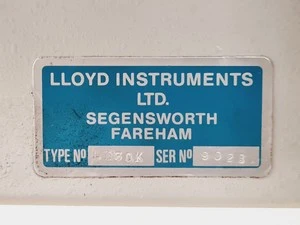 LLOYD INSTRUMENTS
LTD.
SEGENSWORTH
FAREHAM
TYPE Nº SER Nº